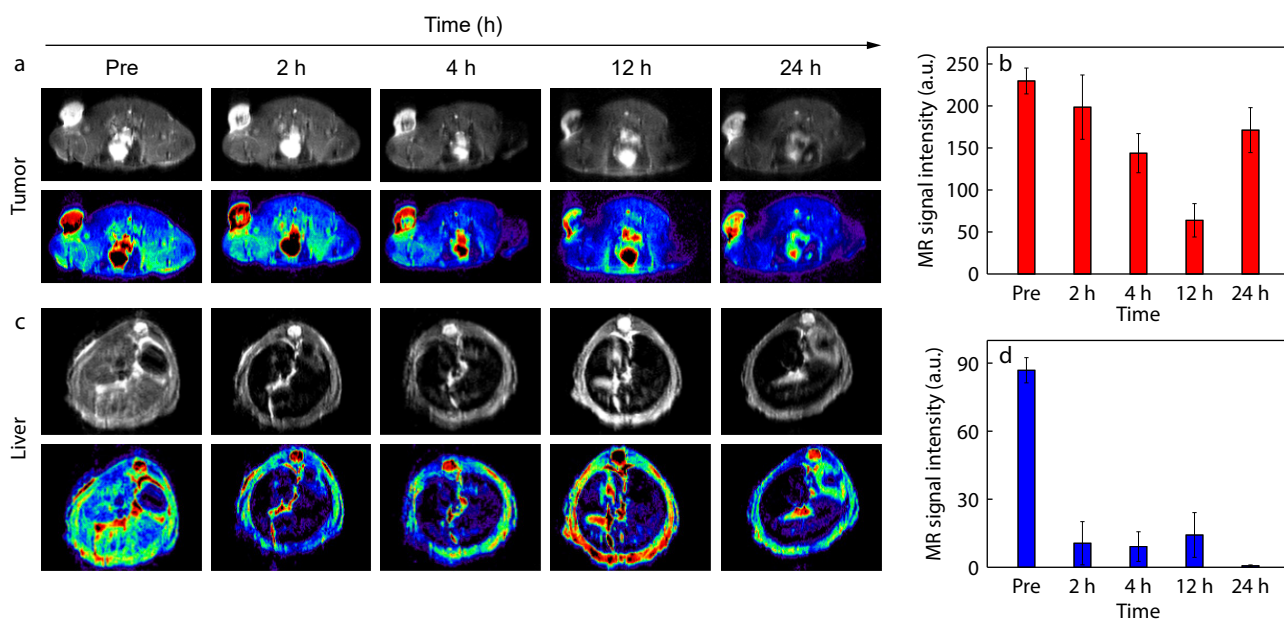 Time (h)
a
Pre
2 h
4 h
12 h
24 h
Tumor
c
Liver
b
MR signal intensity (a.u.)
250
200
150
100
50
0
Pre
2 h
4 h
12 h
24 h
Time
d
MR signal intensity (a.u.)
90
60
30
0
Pre
2 h
4 h
12 h
24 h
Time